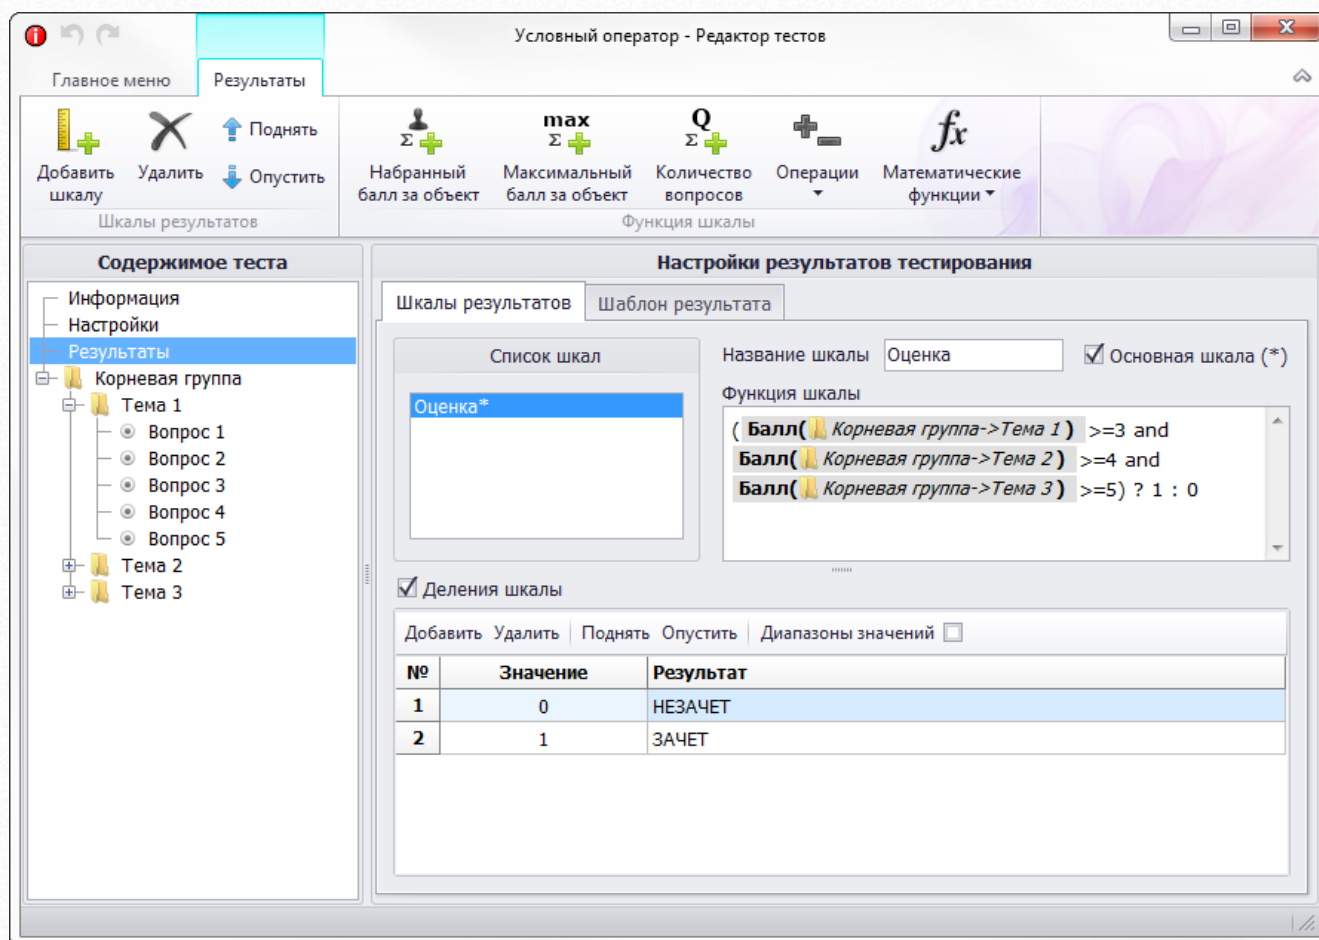 Условный оператор - Редактор тестов
Главное меню Результаты
Добавить шкалу
Удалить
Поднять
Опустить
Шкалы результатов
Σ
Набранный балл за объект
max Σ
Максимальный балл за объект
Q Σ
Количество вопросов
Операции
fx
Математические функции
Функция шкалы
Содержимое теста
Информация
Настройки
Результаты
Корневая группа
Тема 1
Вопрос 1
Вопрос 2
Вопрос 3
Вопрос 4
Вопрос 5
Тема 2
Тема 3
Настройки результатов тестирования
Шкалы результатов Шаблон результата
Список шкал
Оценка*
Название шкалы Оценка Основная шкала (*)
Функция шкалы
( Балл( Корневая группа->Тема 1 ) >=3 and
Балл( Корневая группа->Тема 2 ) >=4 and
Балл( Корневая группа->Тема 3 ) >=5) ? 1 : 0
Деления шкалы
Добавить Удалить Поднять Опустить Диапазоны значений
№ Значение Результат
1 0 НЕЗАЧЕТ
2 1 ЗАЧЕТ